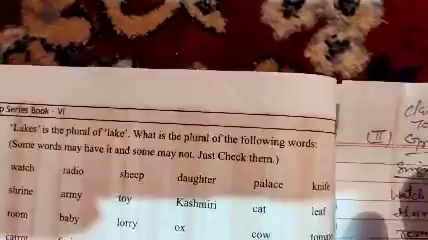 Series Book - VI
'Lakes' is the plural of 'lake'. What is the plural of the following words:
(Some words may have it and some may not. Just Check them.)
watch radio sheep daughter palace knife
shrine army toy Kashmiri cat leaf
room baby lorry ox cow
carrot
(II)